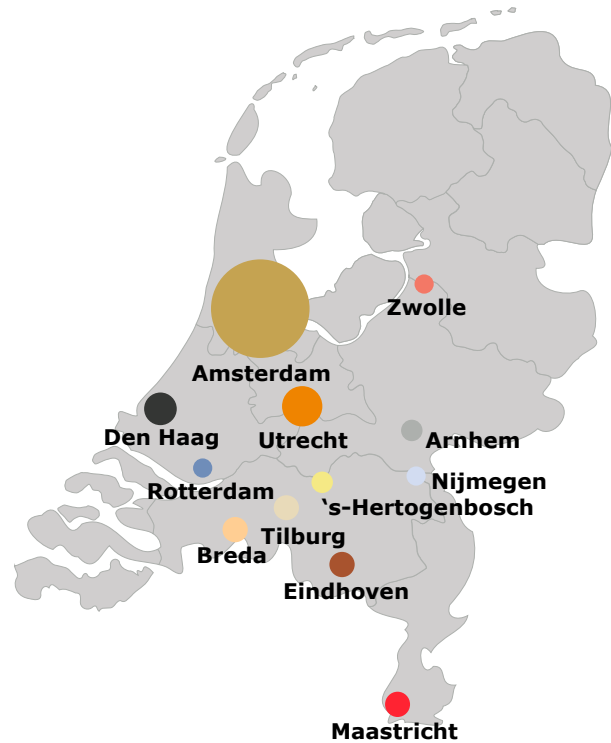 Zwolle
Amsterdam
Den Haag
Utrecht
Arnhem
Rotterdam
Nijmegen
‘s-Hertogenbosch
Tilburg
Breda
Eindhoven
Maastricht